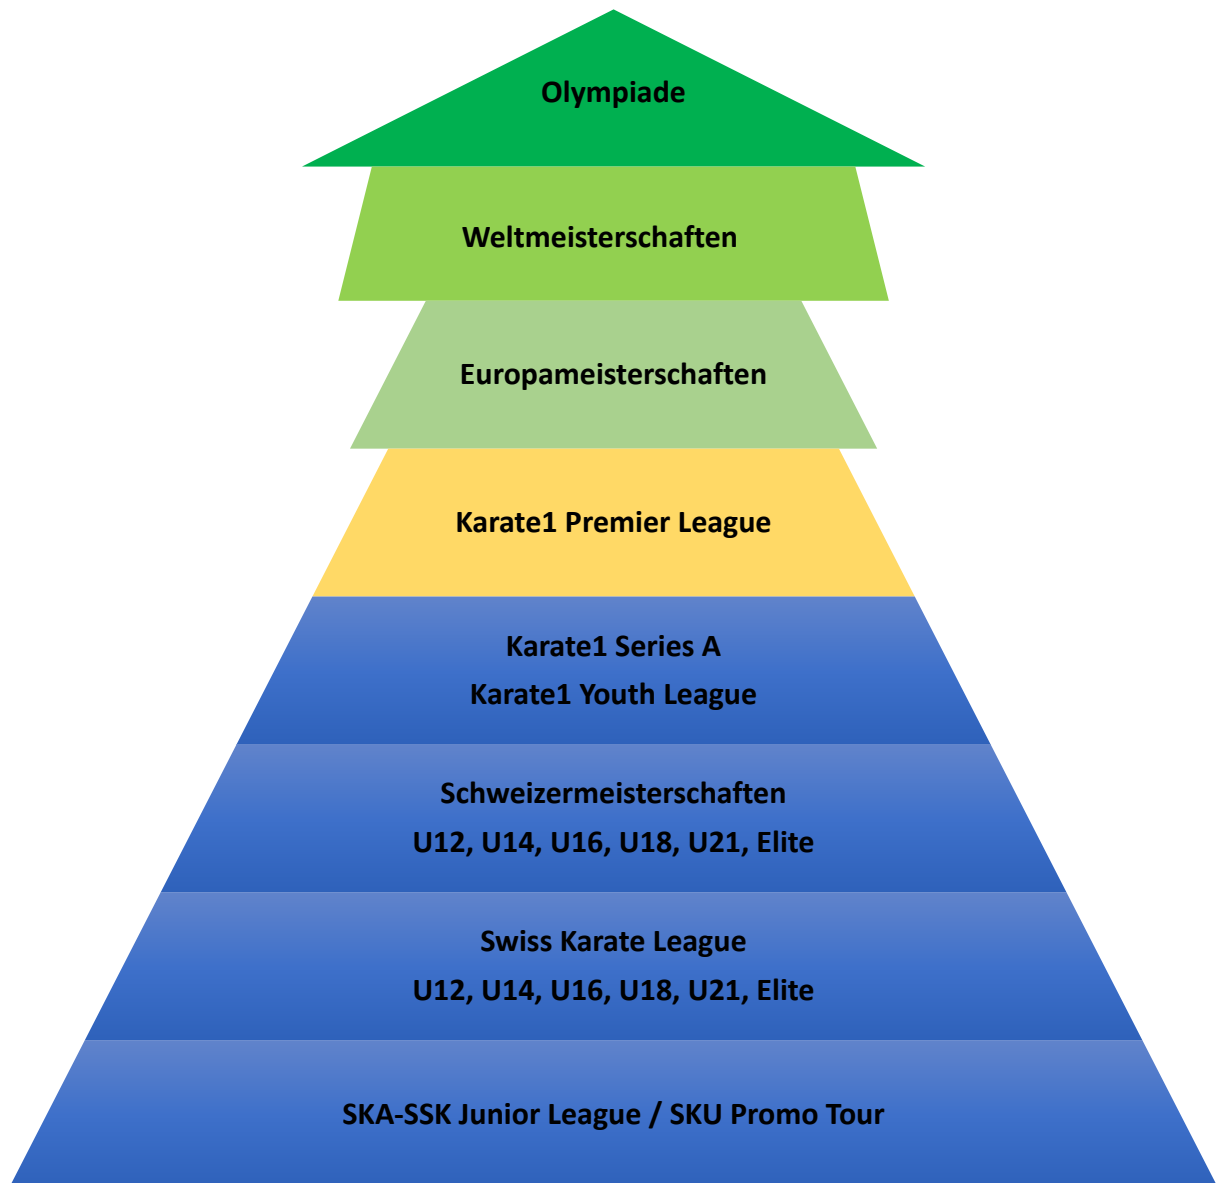 Olympiade
Weltmeisterschaften
Europameisterschaften
Karate1 Premier League
Karate1 Series A
Karate1 Youth League
Schweizermeisterschaften
U12, U14, U16, U18, U21, Elite
Swiss Karate League
U12, U14, U16, U18, U21, Elite
SKA-SSK Junior League / SKU Promo Tour